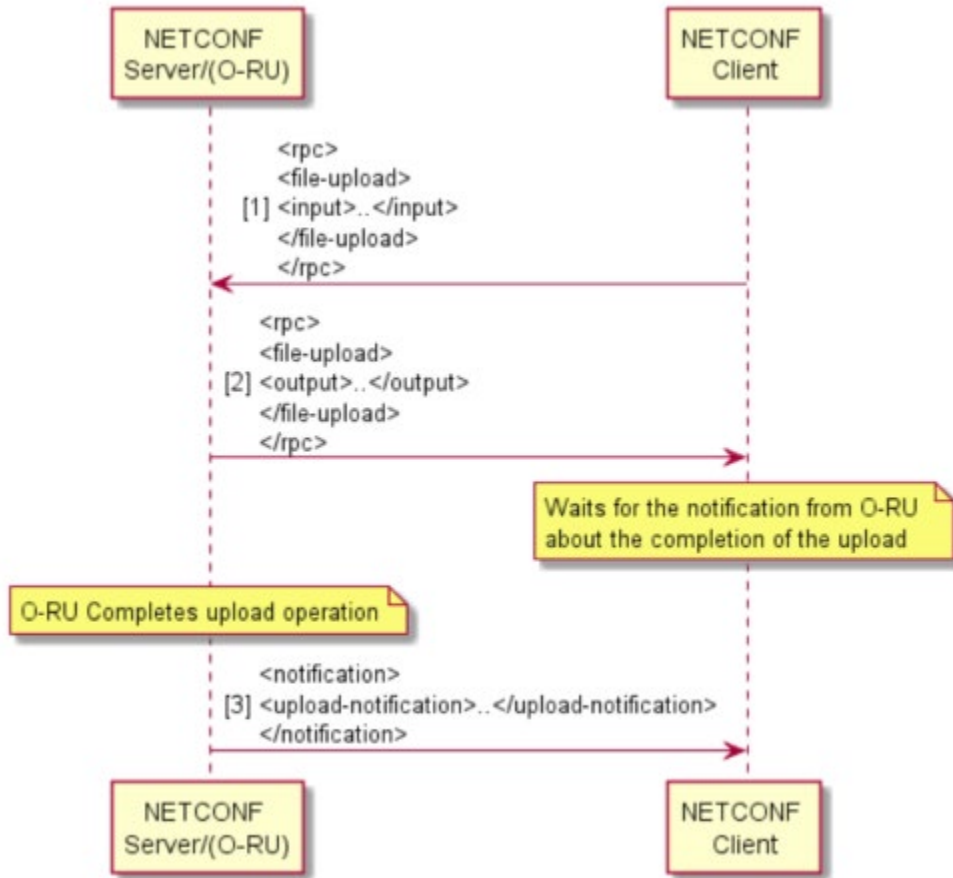 NETCONF
Server/(O-RU)
NETCONF
Client
<rpc>
<file-upload>
[1] <input>..</input>
</file-upload>
</rpc>
<rpc>
<file-upload>
[2] <output>..</output>
</file-upload>
</rpc>
Waits for the notification from O-RU
about the completion of the upload
O-RU Completes upload operation
<notification>
[3] <upload-notification>..</upload-notification>
</notification>
NETCONF
Server/(O-RU)
NETCONF
Client